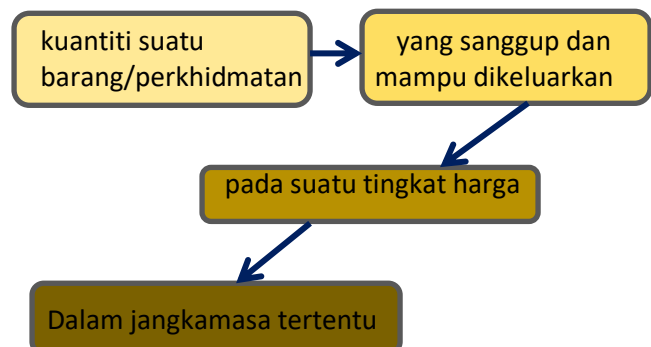 kuantiti suatu
barang/perkhidmatan
yang sanggup dan
mampu dikeluarkan
pada suatu tingkat harga
Dalam jangkamasa tertentu